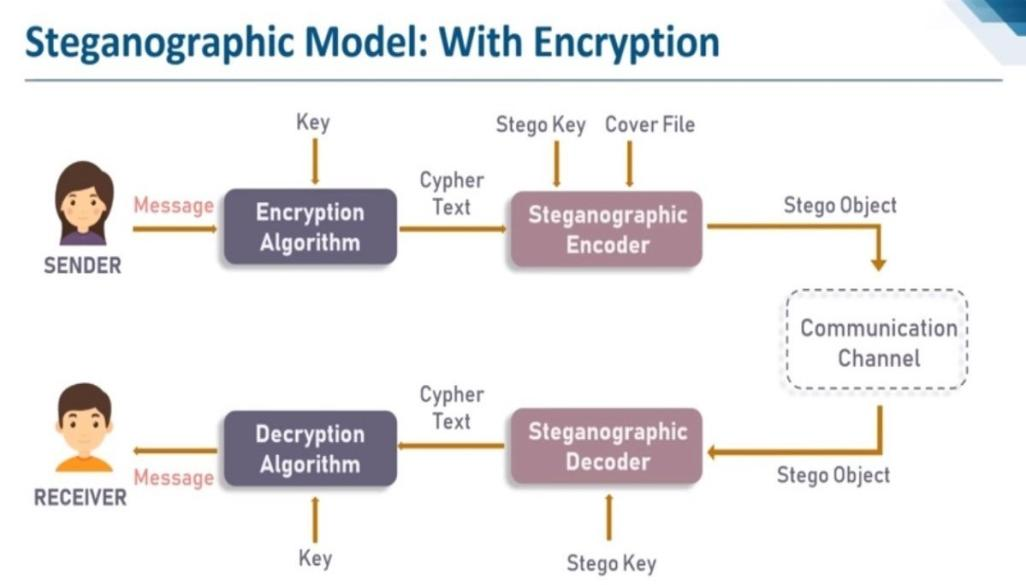 Steganographic Model: With Encryption
Key
Stego Key
Cover File
Message
Encryption
Algorithm
Cypher
Text
Steganographic
Encoder
Stego Object
SENDER
Communication
Channel
Cypher
Text
Decryption
Algorithm
Steganographic
Decoder
Message
Stego Object
RECEIVER
Key
Stego Key